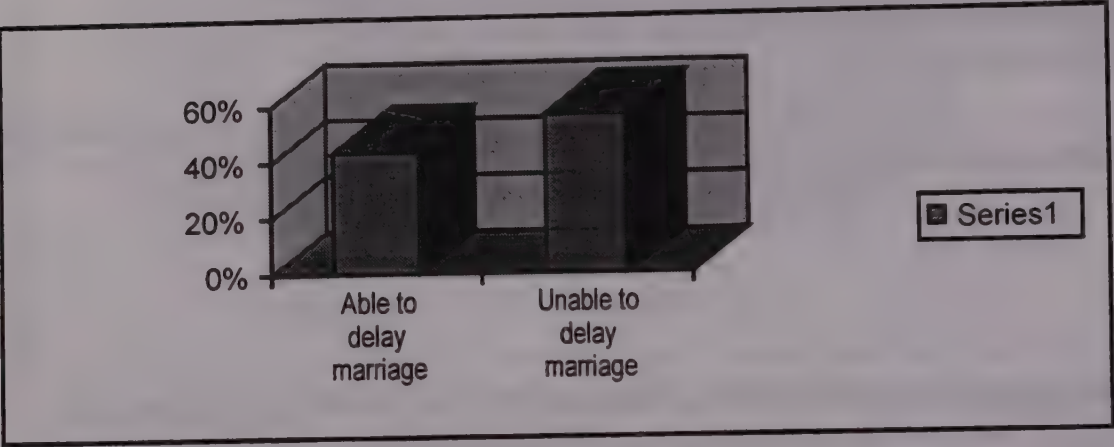 60%
40%
20%
0%
Able to
delay
marriage
Unable to
delay
marriage
Series1